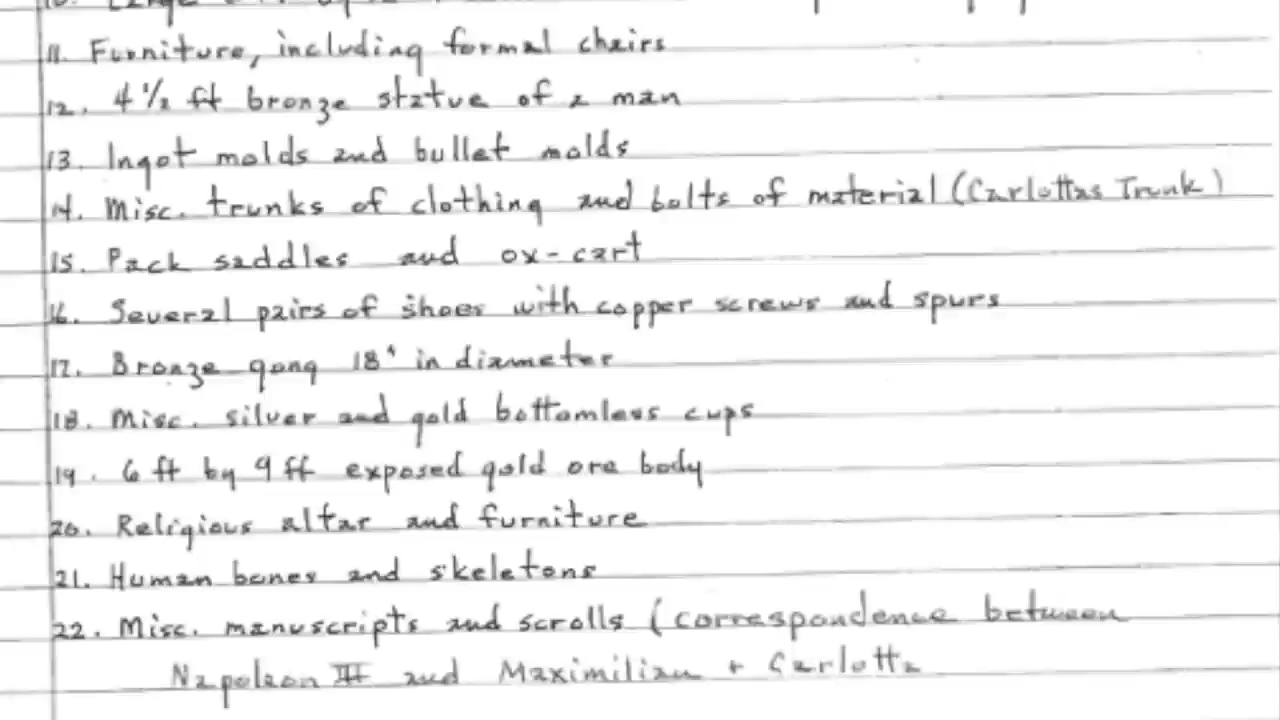 10. Large
11. Furniture, including formal chairs
12. 4 1/2 ft bronze statue of a man
13. Ingot molds and bullet molds
14. Misc. trunks of clothing and bolts of material (Carlottas Trunk)
15. Pack saddles and ox-cart
16. Several pairs of shoes with copper screws and spurs
17. Bronze gong 18" in diameter
18. Misc. silver and gold bottomless cups
19. 6 ft by 9 ft exposed gold ore body
20. Religious altar and furniture
21. Human bones and skeletons
22. Misc. manuscripts and scrolls (correspondence between
Napoleon III and Maximilian + Carlotta